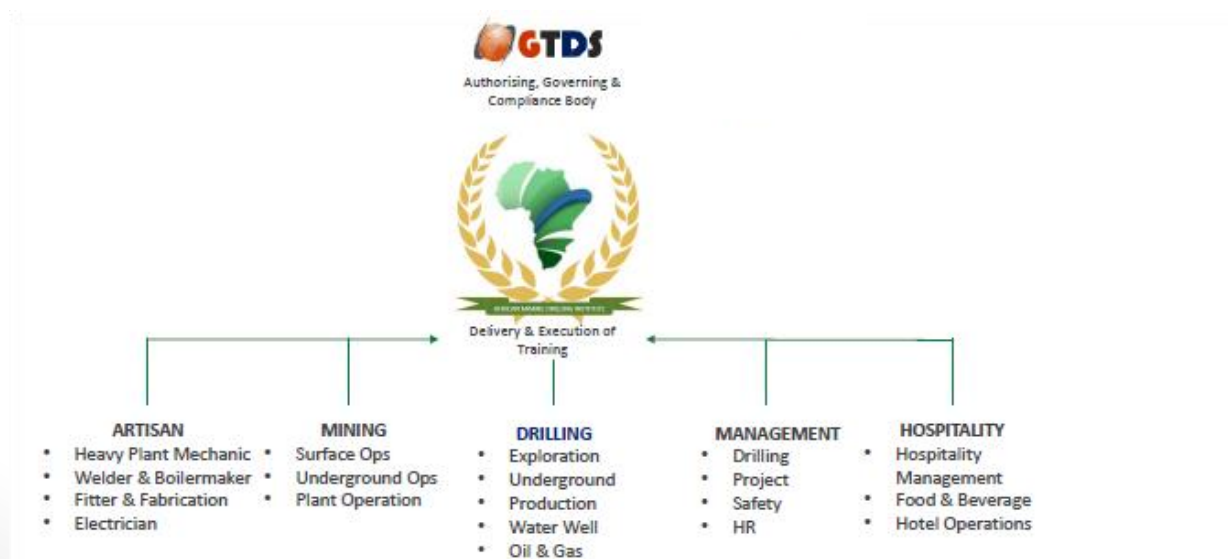 GTDS
Authorising, Governing &
Compliance Body
Delivery & Execution of
Training
ARTISAN
• Heavy Plant Mechanic
• Welder & Boilermaker
• Fitter & Fabrication
• Electrician
MINING
• Surface Ops
• Underground Ops
• Plant Operation
DRILLING
• Exploration
• Underground
• Production
• Water Well
• Oil & Gas
MANAGEMENT
• Drilling
• Project
• Safety
• HR
HOSPITALITY
• Hospitality
Management
• Food & Beverage
• Hotel Operations